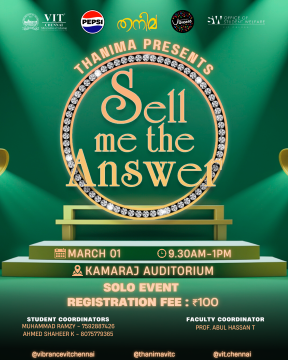 VIT
CHENNAI
PEPSI
തനിമ
OFFICE OF
STUDENT WELFARE
THANIMA PRESENTS
Sell
me the
Answer
MARCH 01
9.30AM-1PM
KAMARAJ AUDITORIUM
SOLO EVENT
REGISTRATION FEE : ₹100
STUDENT COORDINATORS
MUHAMMAD RAMZY - 7592887426
AHMED SHAHEER K - 8075779365
FACULTY COORDINATOR
PROF. ABUL HASSAN T
@vibrancevitchennai
@thanimavitc
@vit.chennai